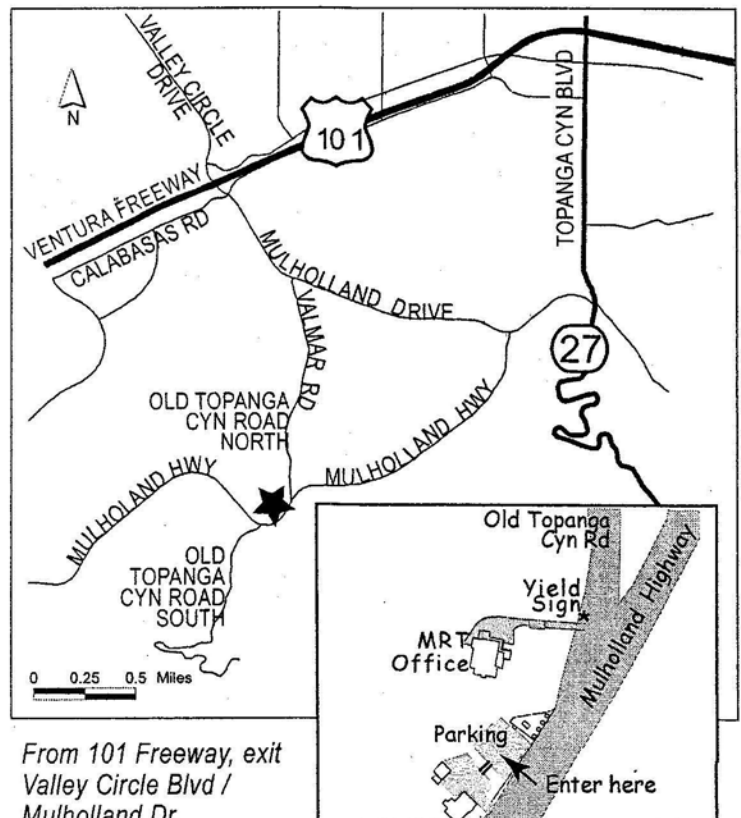 VALLEY CIRCLE
DRIVE
N
101
TOPANGA CYN BLVD
VENTURA FREEWAY
CALABASAS RD
MULHOLLAND DRIVE
VALMAR RD
27
OLD TOPANGA
CYN ROAD
NORTH
MULHOLLAND HWY
MULHOLAND HWY
OLD
TOPANGA
CYN ROAD
SOUTH
0 0.25 0.5 Miles
Old Topanga
Cyn Rd
Yield
Sign
Mulholland Highway
MRT
Office
Parking
Enter here
From 101 Freeway, exit
Valley Circle Blvd /
Mulholland Dr